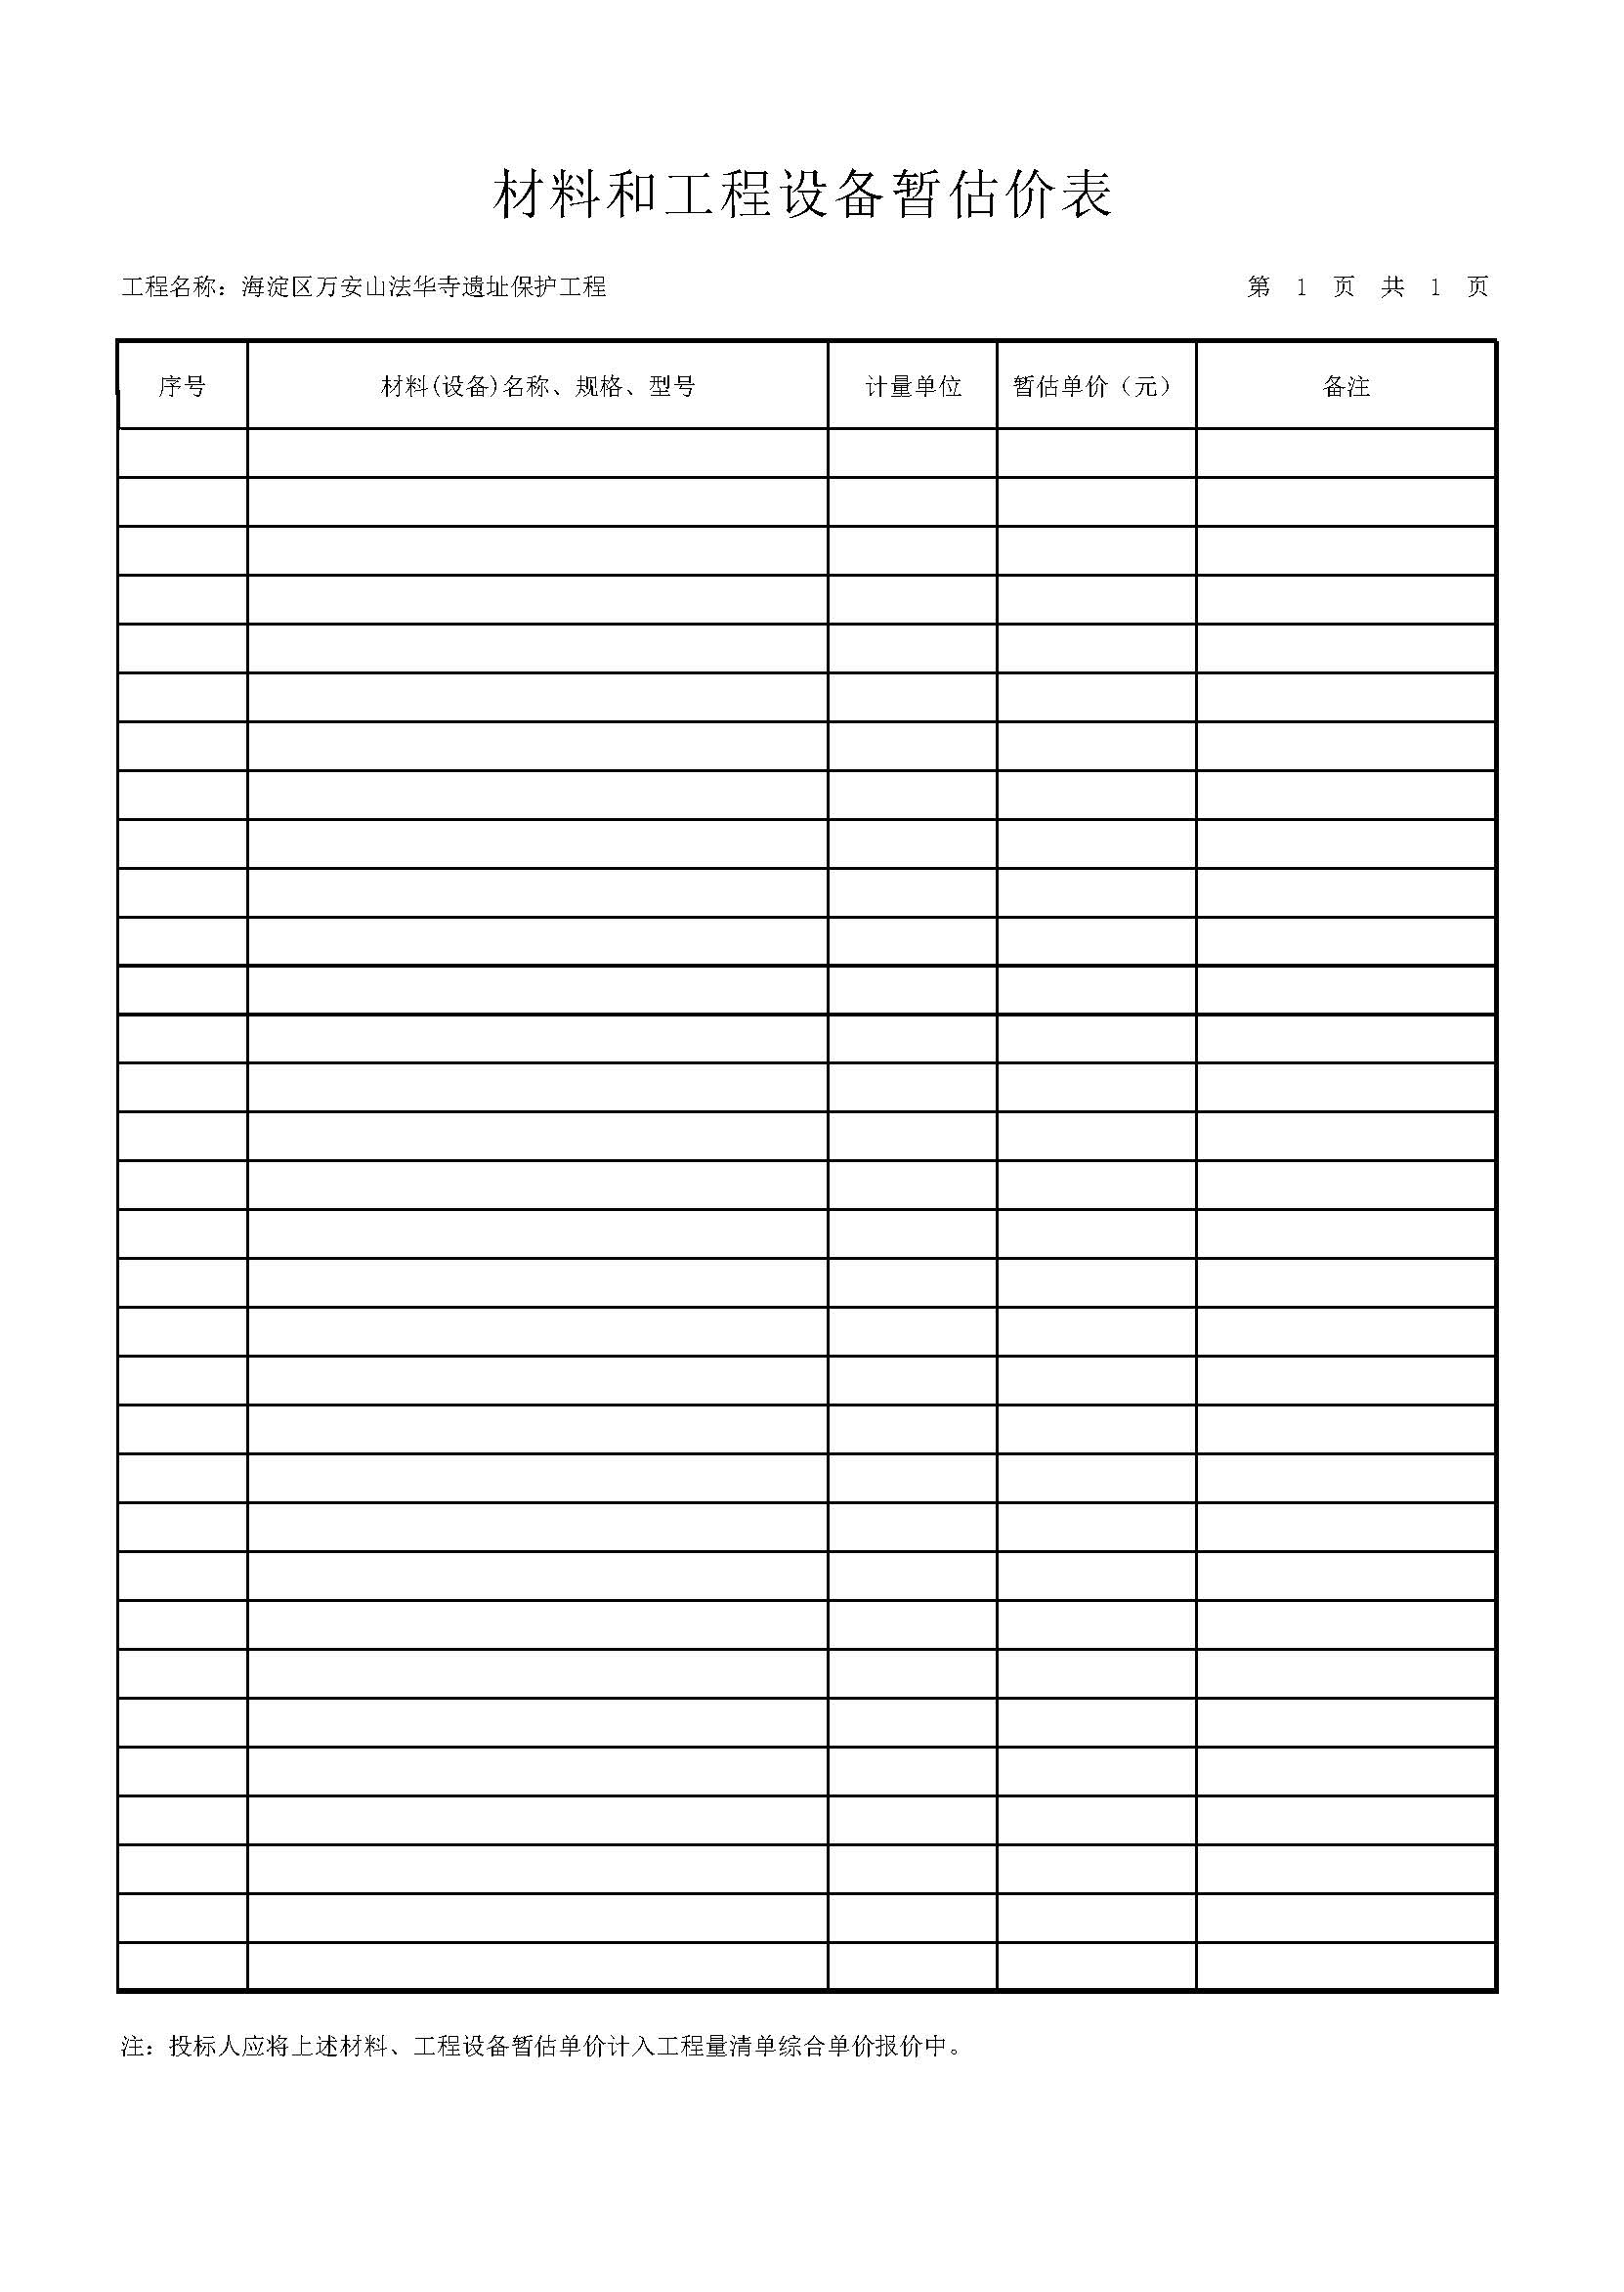 材料和工程设备暂估价表
工程名称：海淀区万安山法华寺遗址保护工程 第 1 页 共 1 页
序号 材料(设备)名称、规格、型号 计量单位 暂估单价（元） 备注
注：投标人应将上述材料、工程设备暂估单价计入工程量清单综合单价报价中。